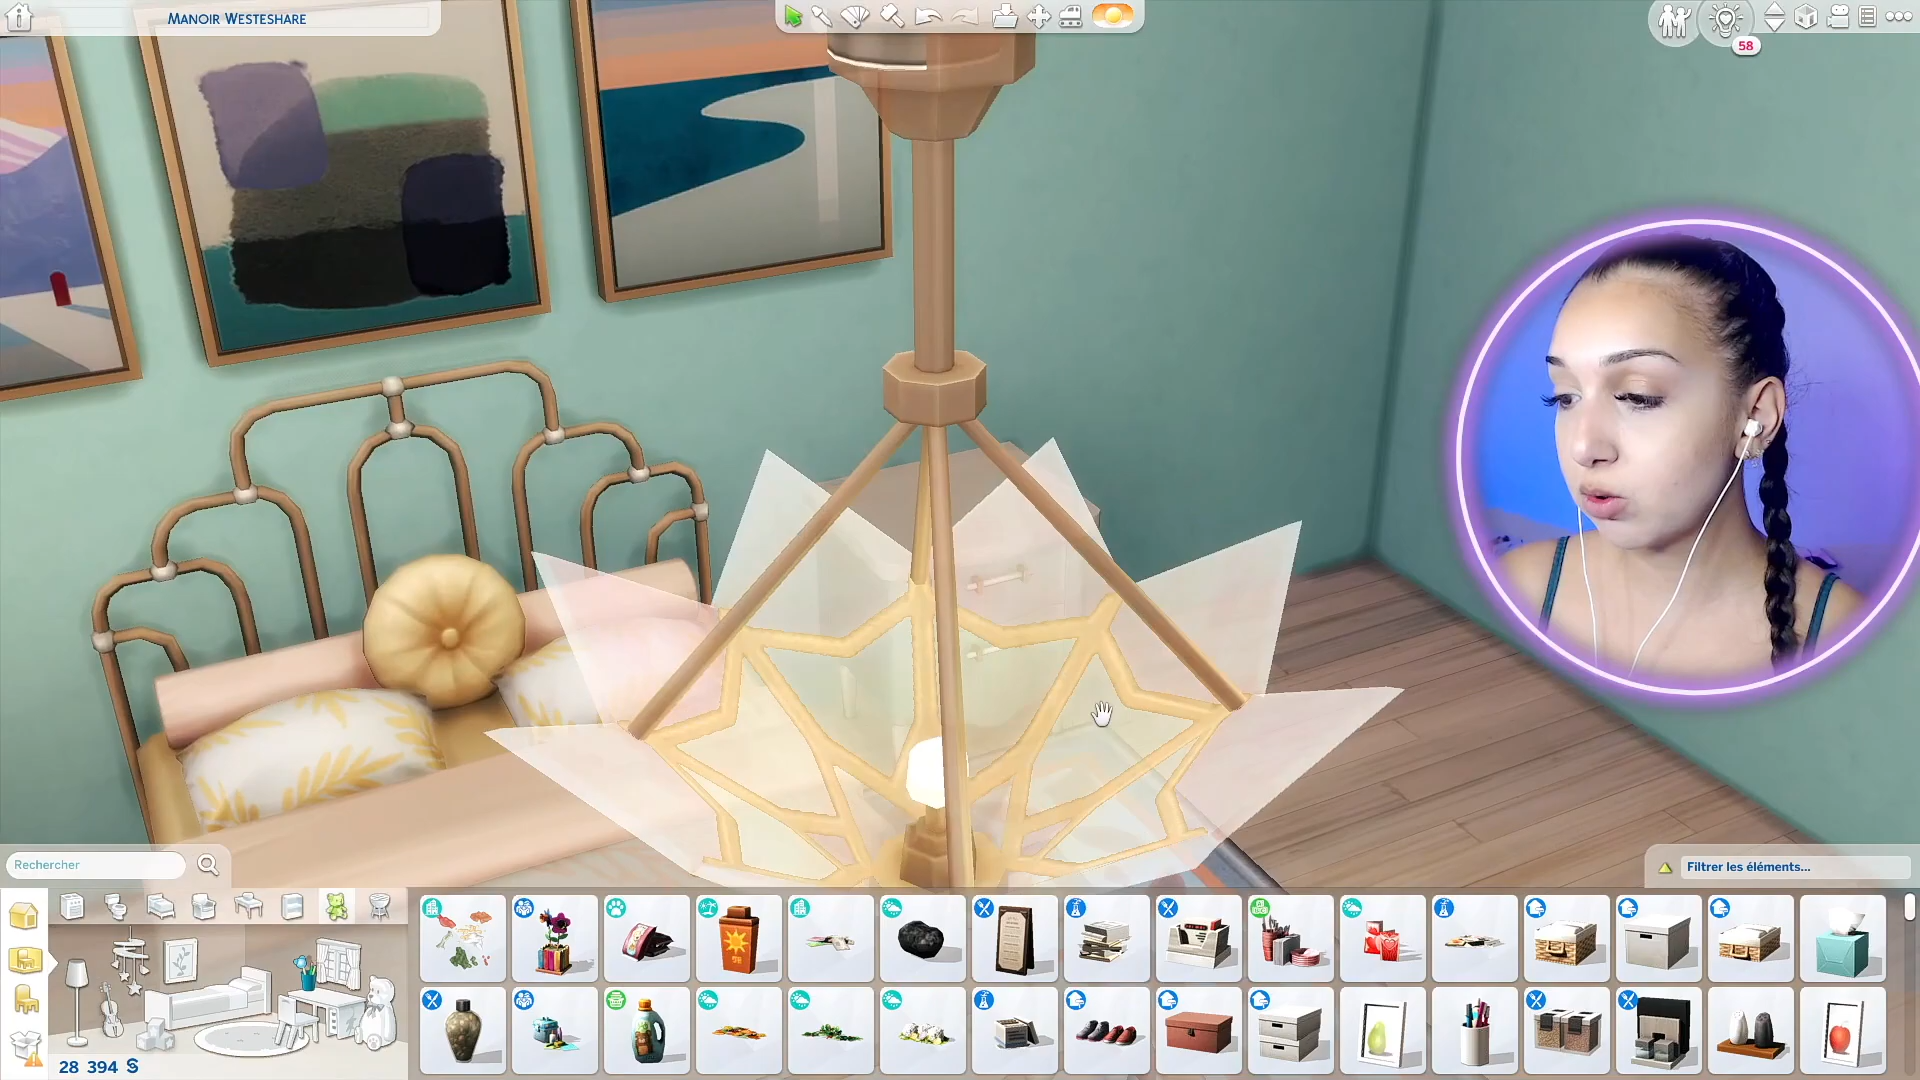 MANOIR WESTESHARE
58
Rechercher
Filtrer les éléments...
28 394 S